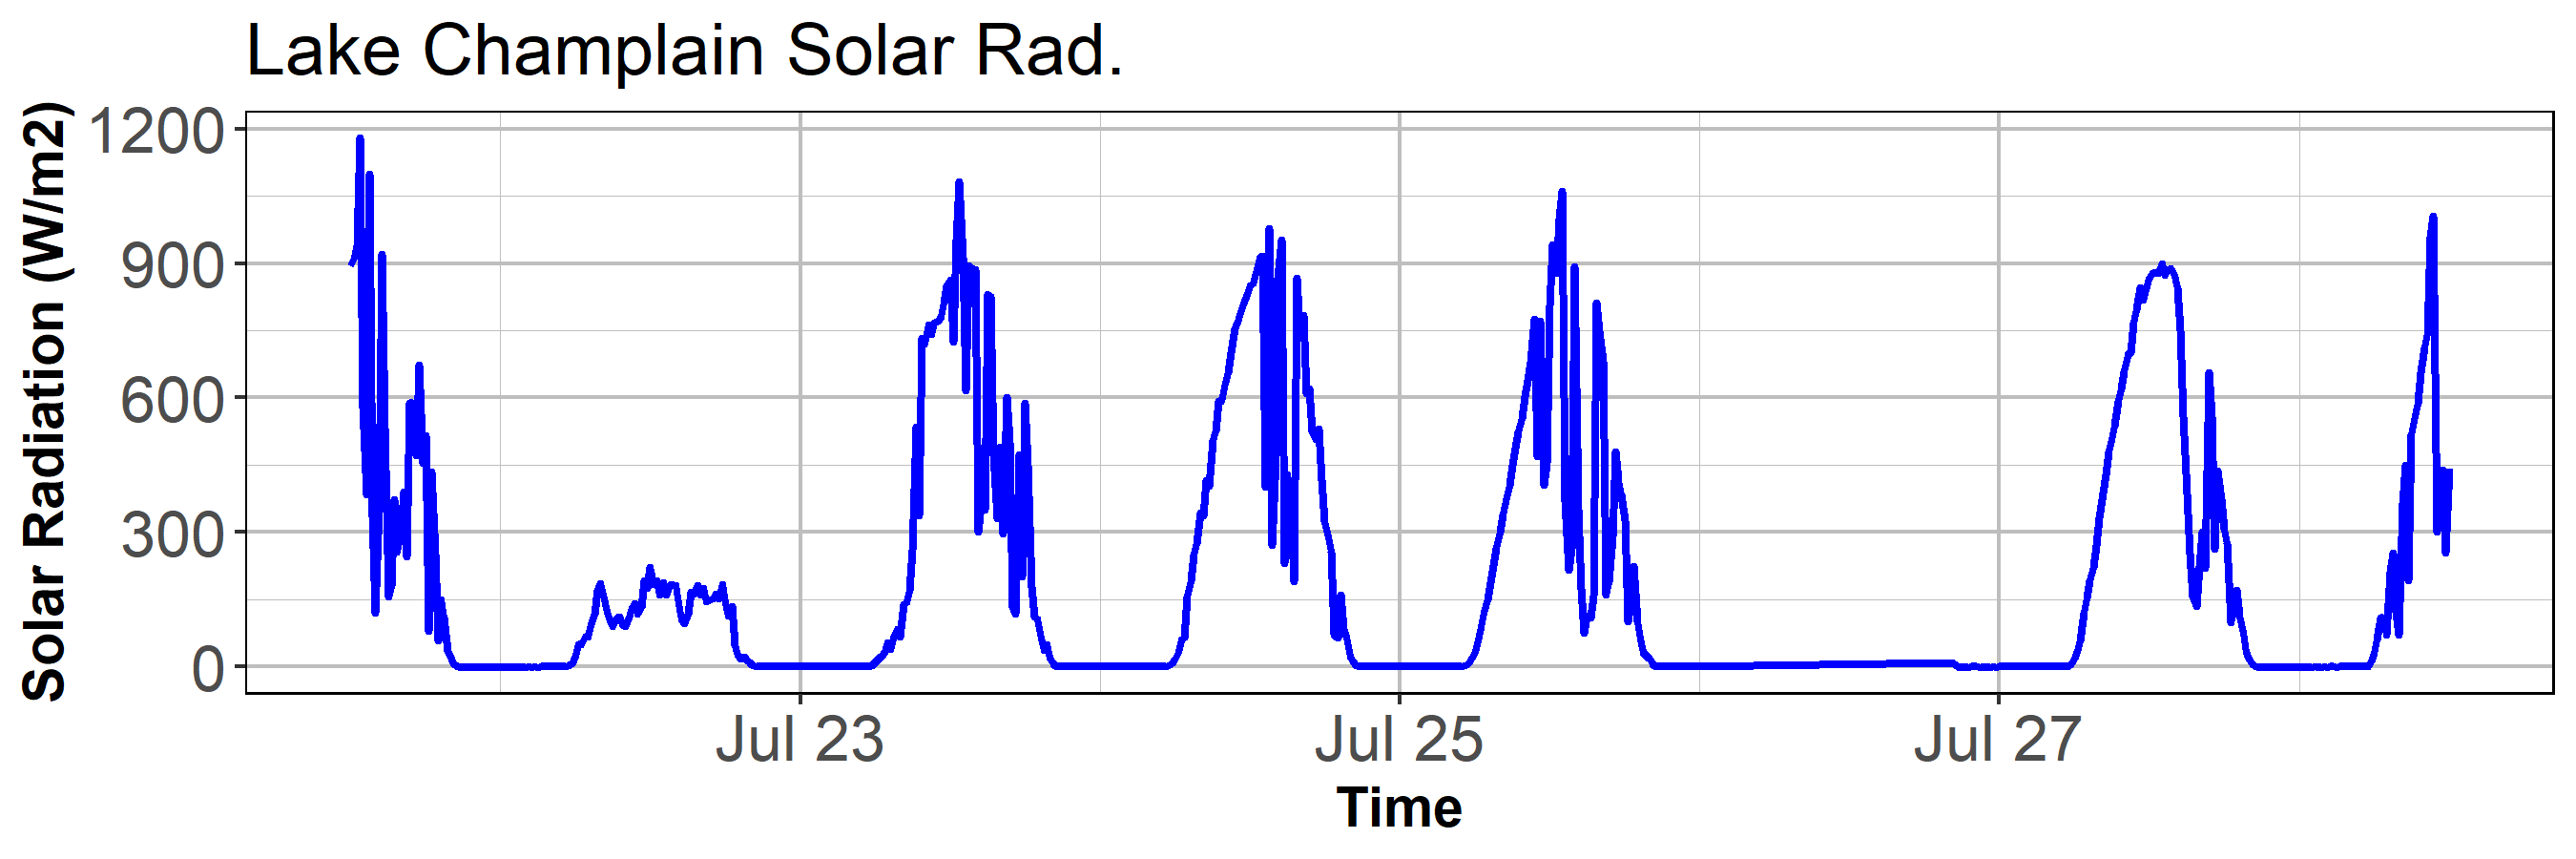 Lake Champlain Solar Rad.
Solar Radiation (W/m2)
1200
900
600
300
0
Jul 23
Jul 25
Jul 27
Time